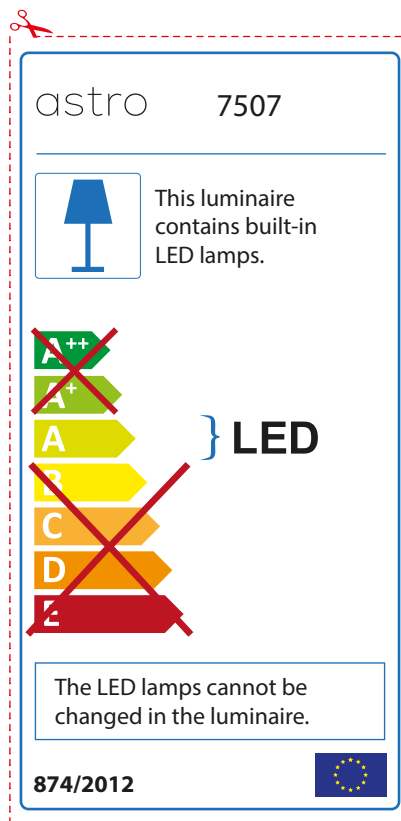 astro 7507
This luminaire
contains built-in
LED lamps.
A++
A+
A
} LED
B
C
D
E
The LED lamps cannot be
changed in the luminaire.
874/2012